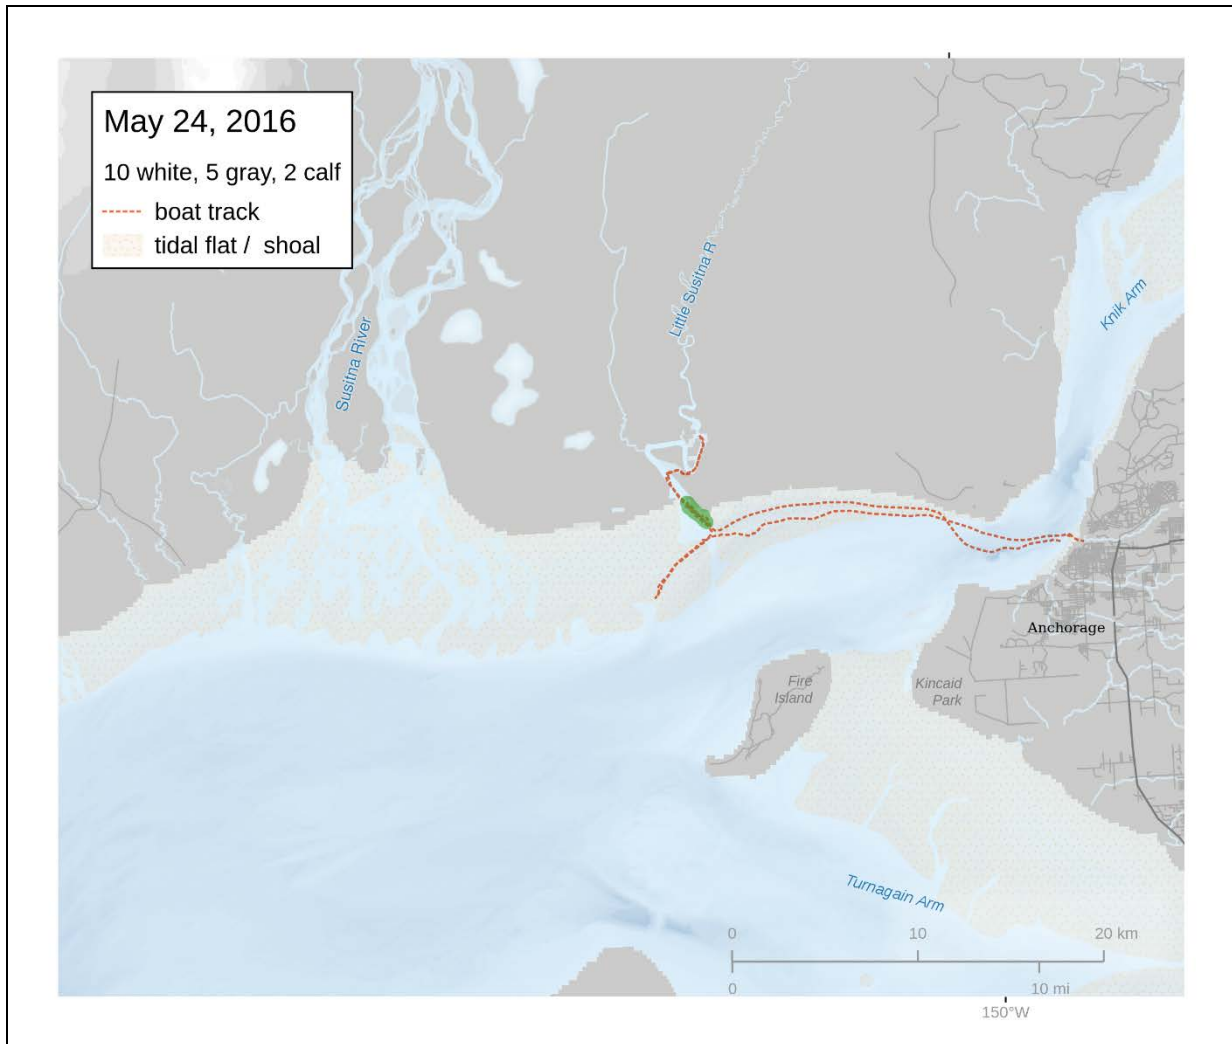 May 24, 2016
10 white, 5 gray, 2 calf
boat track
tidal flat /  shoal
Susitna River
Little Susitna R
Knik Arm
Anchorage
Fire
Island
Kincaid
Park
Turnagain Arm
0 10 20 km
0 10 mi
150°W